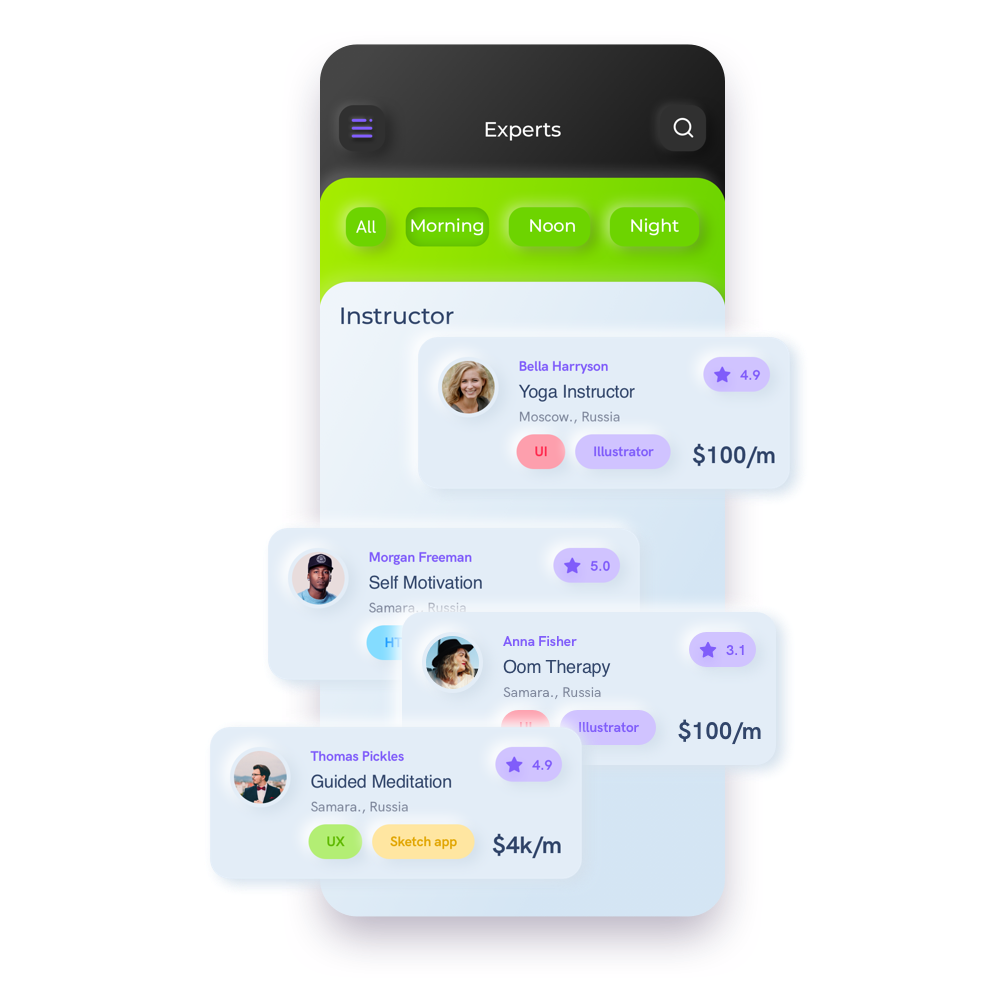 Experts
All
Morning
Noon
Night
Instructor
Bella Harryson
4.9
Yoga Instructor
Moscow., Russia
UI
Illustrator
$100/m
Morgan Freeman
5.0
Self Motivation
Samara., Russia
HT
Anna Fisher
3.1
Oom Therapy
Samara., Russia
UI
Illustrator
$100/m
Thomas Pickles
4.9
Guided Meditation
Samara., Russia
UX
Sketch app
$4k/m